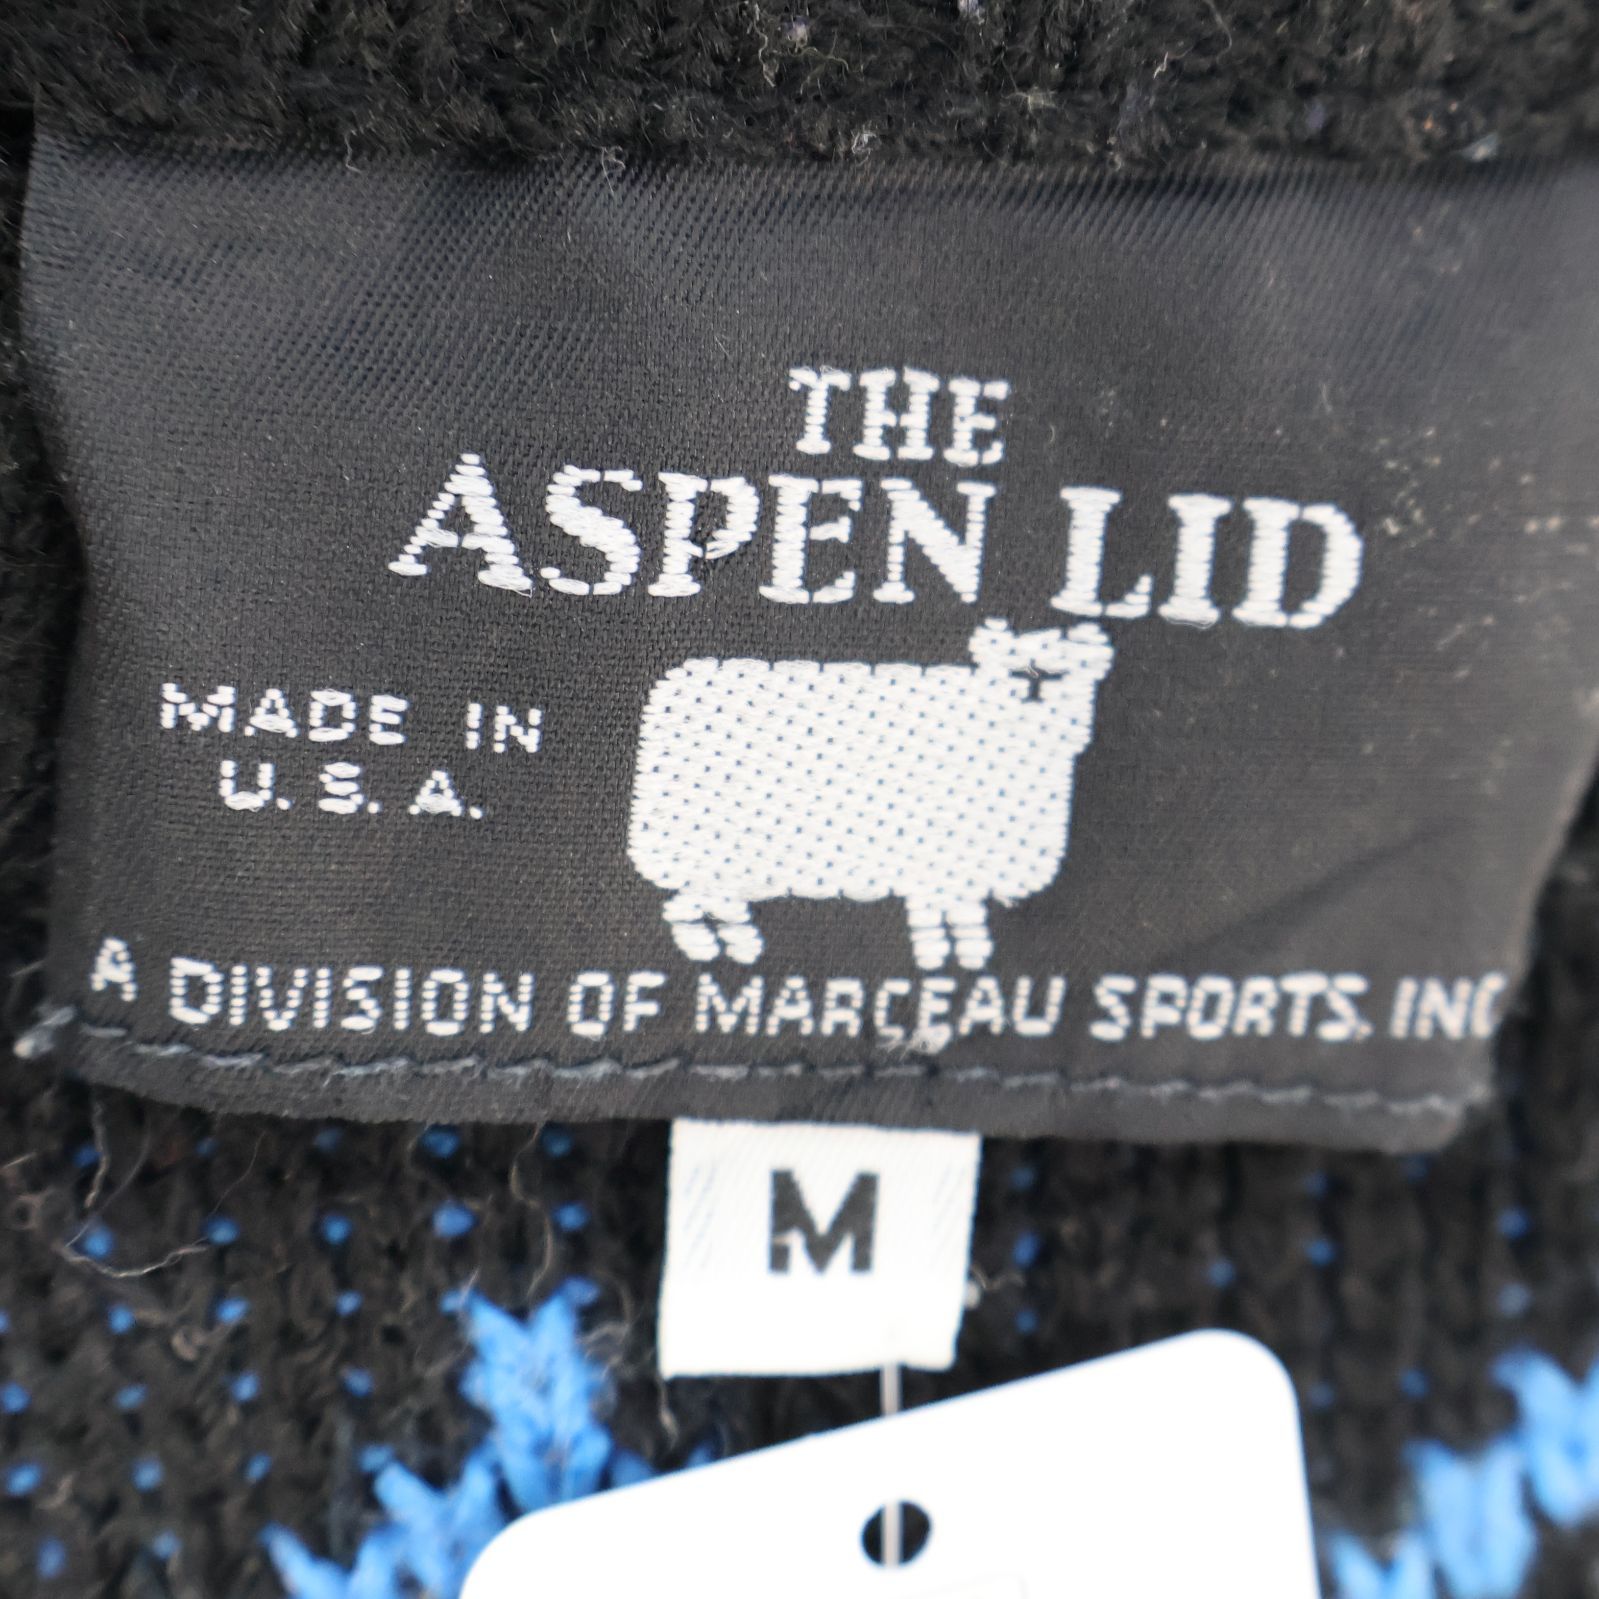 THE
ASPEN LID
MADE IN
U.S.A.
A DIVISION OF MARCEAU SPORTS, INC
M